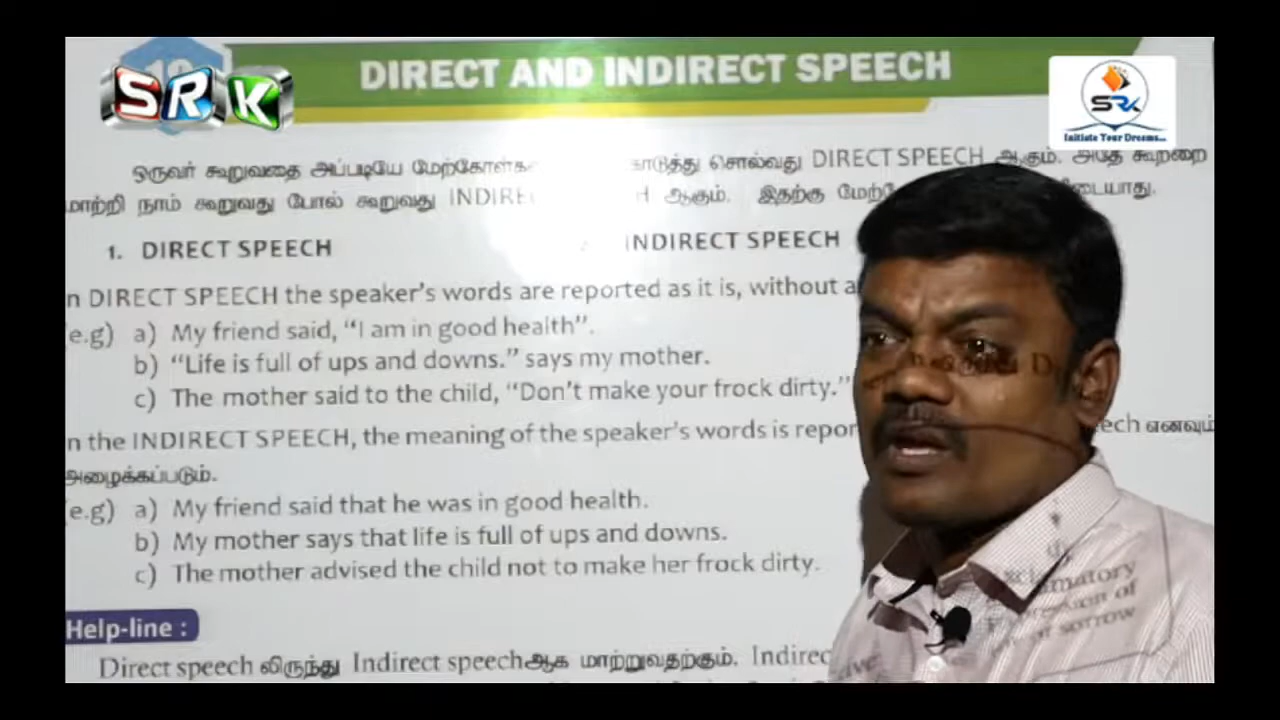 SRK
DIRECT AND INDIRECT SPEECH
SRK
Initiate Your Dreams...
ஒருவர் கூறுவதை அப்படியே சொல்வது DIRECT SPEECH ஆகும். அதே கூற்றை
மாற்றி நாம் கூறுவது போல் கூறுவது ஆகும். இதற்கு
1. DIRECT SPEECH INDIRECT SPEECH
n DIRECT SPEECH the speaker's words are reported as it is, without a
e.g) a) My friend said, “I am in good health”.
b) “Life is full of ups and downs.” says my mother.
c) The mother said to the child, “Don't make your frock dirty.”
n the INDIRECT SPEECH, the meaning of the speaker's words is repor eech எனவும்
அழைக்கப்படும்.
e.g) a) My friend said that he was in good health.
b) My mother says that life is full of ups and downs.
c) The mother advised the child not to make her frock dirty.
Help-line :
Direct speech லிருந்து Indirect speechஆக மாற்றுவதற்கும். Indirec
sorrow